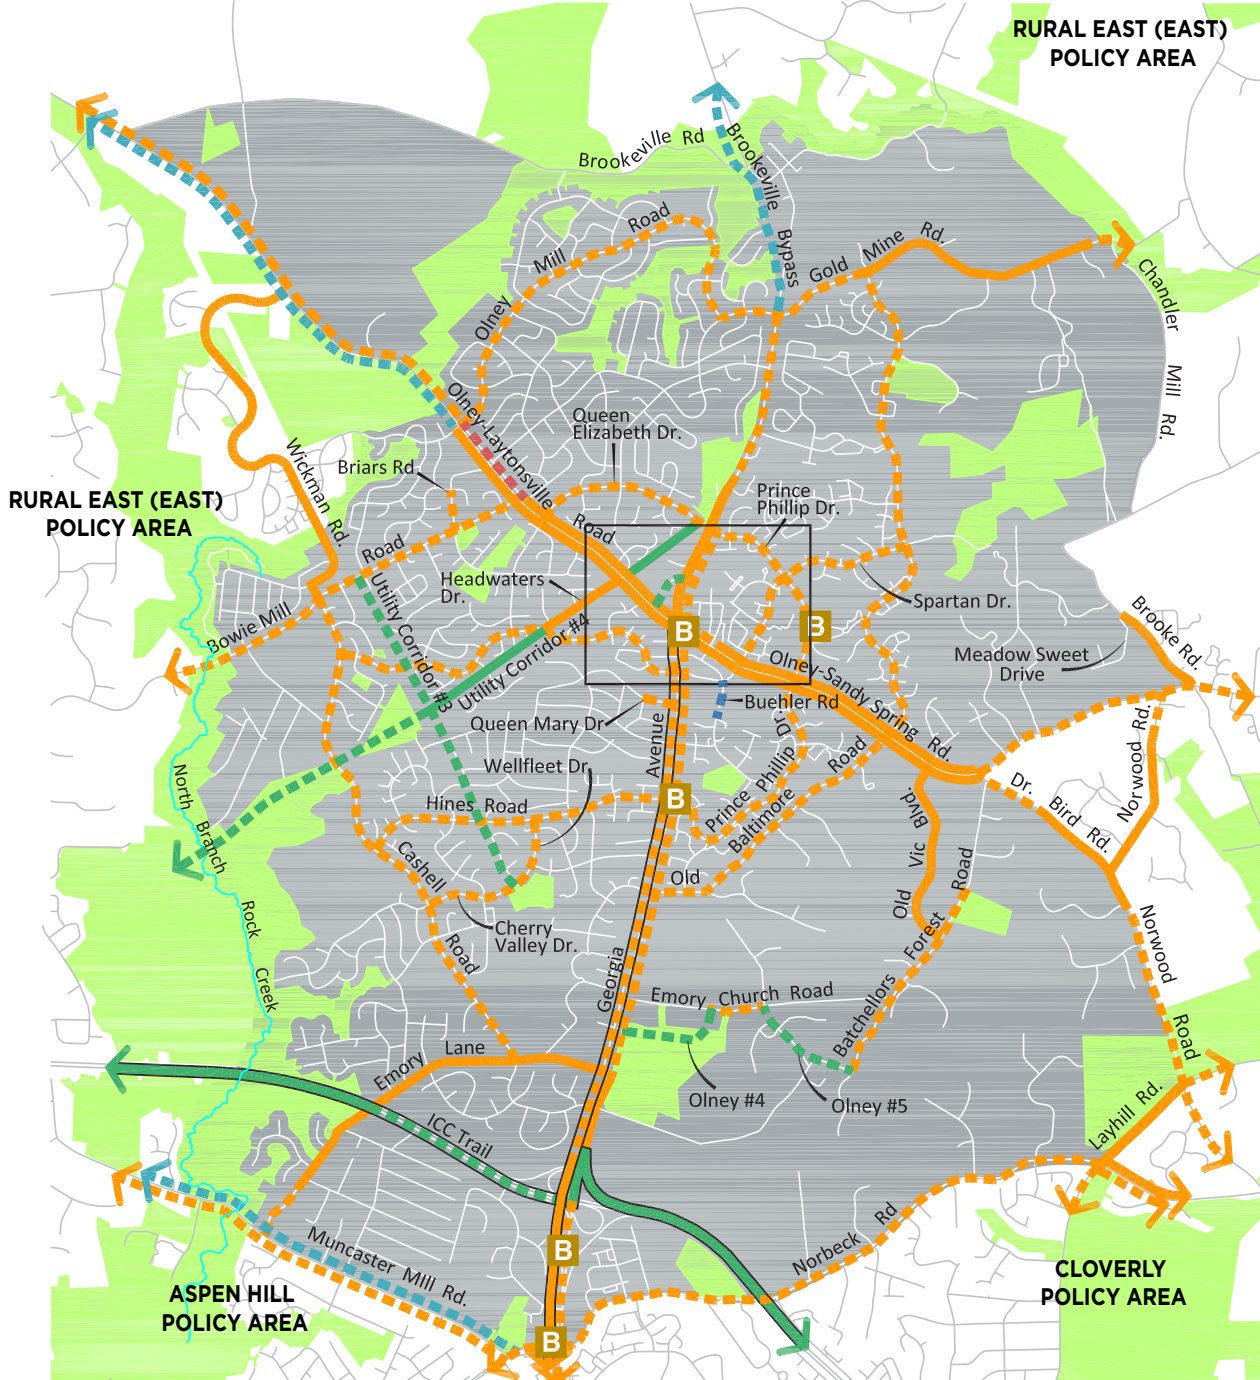 RURAL EAST (EAST)
POLICY AREA
Brookeville Rd
Brookeville
Bypass
Olney
Mill
Road
Gold Mine Rd.
Chandler
Mill Rd.
Olney-Laytonsville
Road
Queen
Elizabeth Dr.
Briars Rd
Wickman Rd.
RURAL EAST (EAST)
POLICY AREA
Prince
Phillip Dr.
Bowie Mill
Road
Headwaters
Dr.
Utility Corridor #3
Utility Corridor #4
Spartan Dr.
B
B
Brooke Rd.
Meadow Sweet
Drive
Olney-Sandy Spring Rd.
Buehler Rd
Queen Mary Dr
Avenue
Prince Phillip
Dr.
Norwood Rd.
Wellfleet Dr.
Hines Road
B
Old
Baltimore
Road
Dr.
Bird Rd.
North
Branch
Rock
Creek
Cashell
Road
Cherry
Valley Dr.
Old Vic
Blvd.
Norwood
Road
Georgia
Emory Church Road
Batchellors
Forest
Road
Olney #4
Olney #5
Emory
Lane
ICC Trail
Layhill Rd.
Muncaster Mill Rd.
Norbeck
Rd
B
B
ASPEN HILL
POLICY AREA
CLOVERLY
POLICY AREA